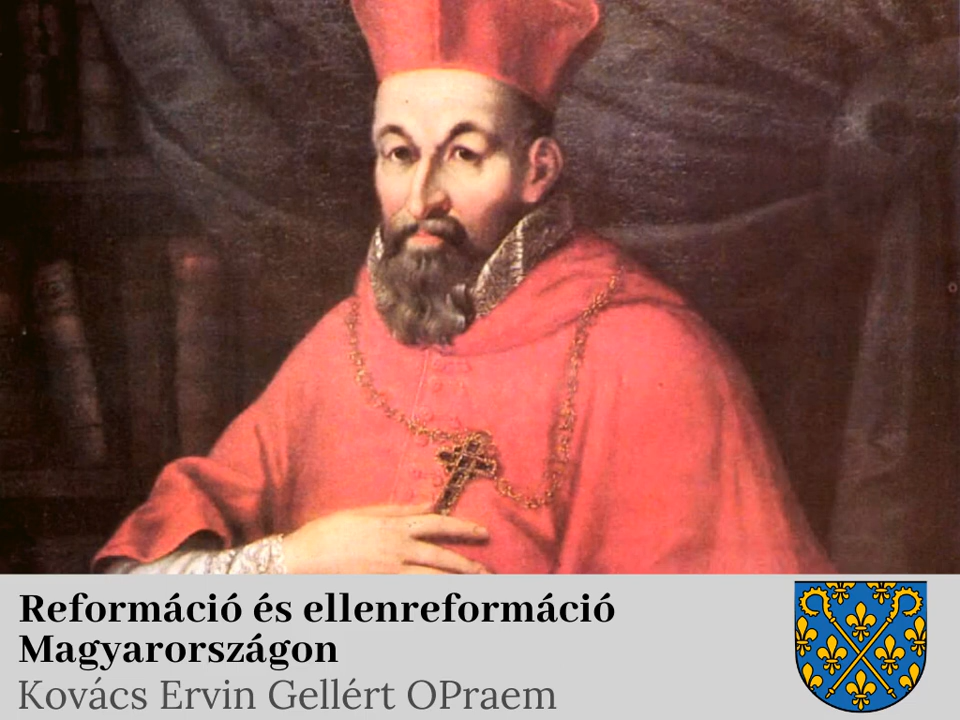 Reformáció és ellenreformáció
Magyarországon
Kovács Ervin Gellért OPraem